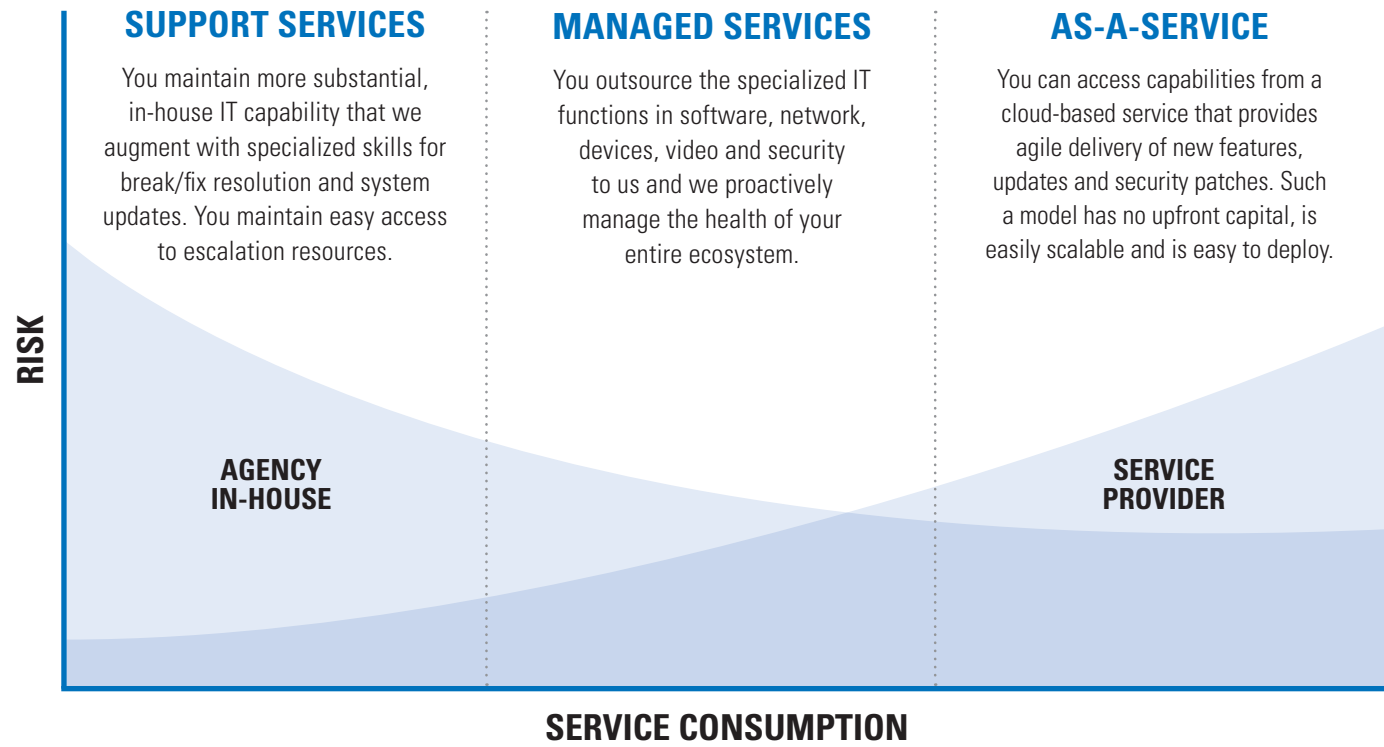 SUPPORT SERVICES
You maintain more substantial,
in-house IT capability that we
augment with specialized skills for
break/fix resolution and system
updates. You maintain easy access
to escalation resources.
MANAGED SERVICES
You outsource the specialized IT
functions in software, network,
devices, video and security
to us and we proactively
manage the health of your
entire ecosystem.
AS-A-SERVICE
You can access capabilities from a
cloud-based service that provides
agile delivery of new features,
updates and security patches. Such
a model has no upfront capital, is
easily scalable and is easy to deploy.
RISK
AGENCY
IN-HOUSE
SERVICE
PROVIDER
SERVICE CONSUMPTION